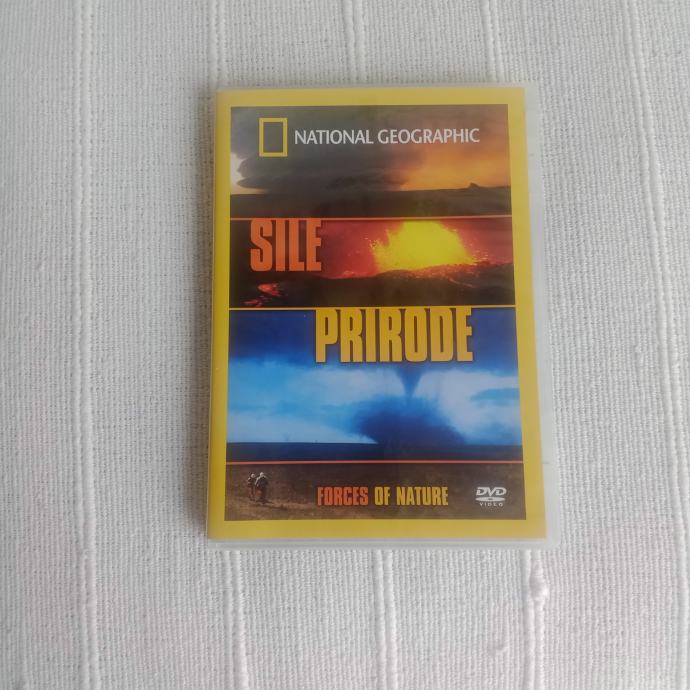 NATIONAL GEOGRAPHIC
SILE
PRIRODE
FORCES OF NATURE
DVD
VIDEO